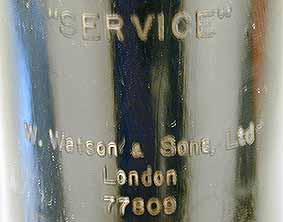 "SERVICE"
W. Watson & Sons, Ltd
London
77809